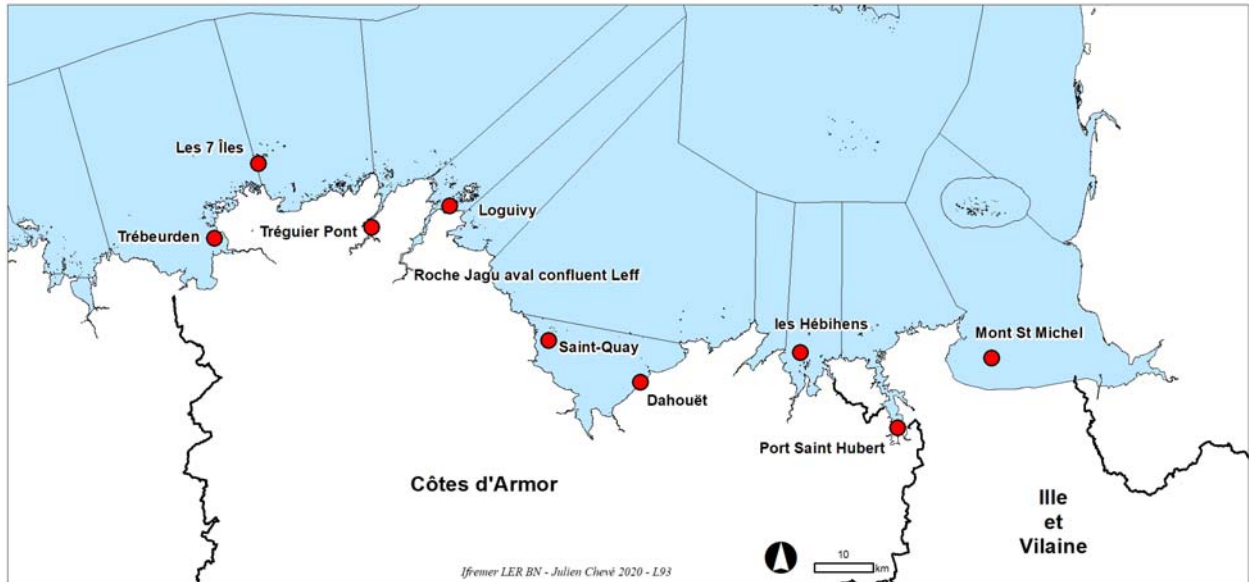 Les 7 Îles
Loguivy
Tréguier Pont
Trébeurden
Roche Jagu aval confluent Leff
les Hébihens
Mont St Michel
Saint-Quay
Dahouët
Port Saint Hubert
Côtes d'Armor
Ille
et
Vilaine
10
km
Ifremer LER BN - Julien Chevé 2020 - L93